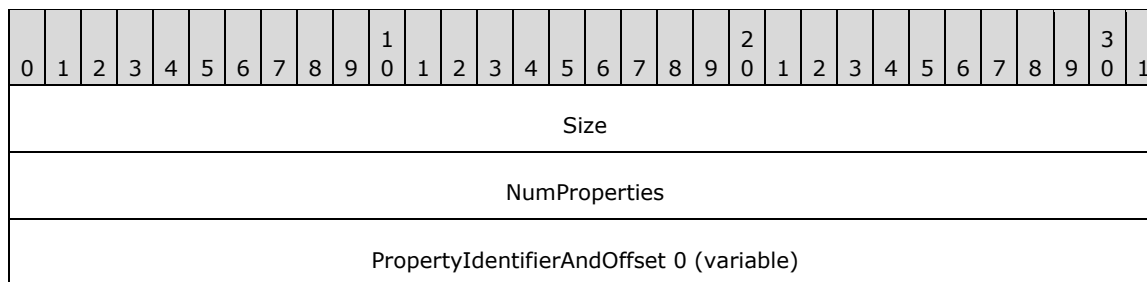 1 2 3
0 1 2 3 4 5 6 7 8 9 0 1 2 3 4 5 6 7 8 9 0 1 2 3 4 5 6 7 8 9 0 1
Size
NumProperties
PropertyIdentifierAndOffset 0 (variable)